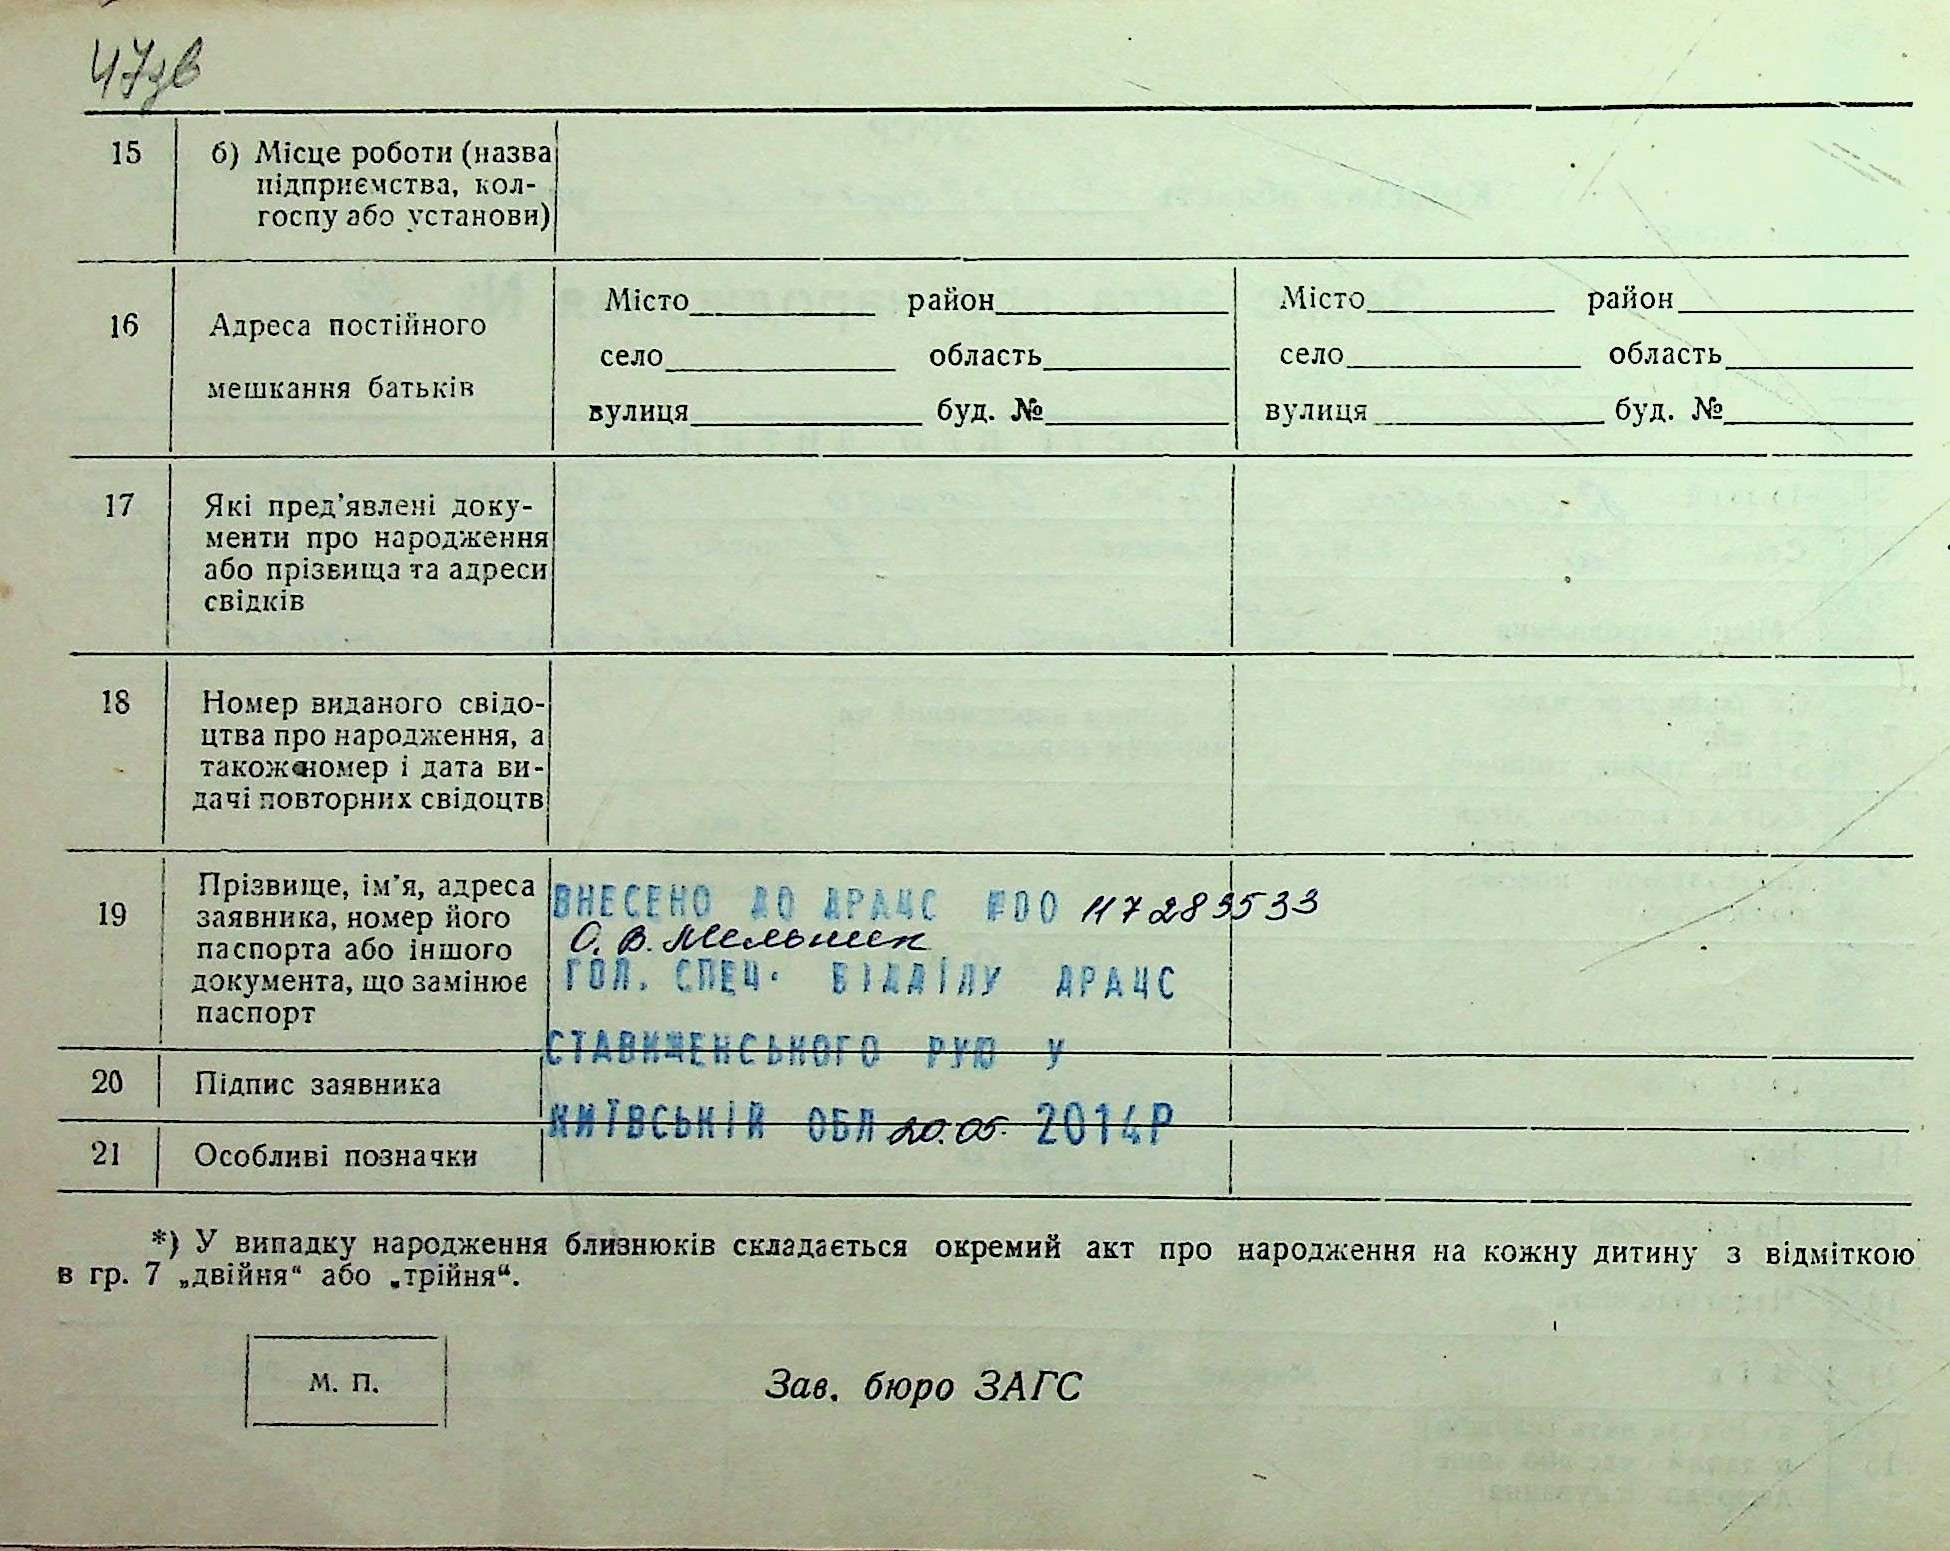 47зв
15 б) Місце роботи (назва
підприємства, кол-
госпу або установи)
16 Адреса постійного
мешкання батьків
Місто район Місто район
село область село область
вулиця буд. № вулиця буд. №
17 Які пред’явлені доку-
менти про народження
або прізвища та адреси
свідків
18 Номер виданого свідо-
цтва про народження, а
також номер і дата ви-
дачі повторних свідоцтв
19 Прізвище, ім’я, адреса
заявника, номер його
паспорта або іншого
документа, що замінює
паспорт
ВНЕСЕНО ДО ДРАЦС №00 117283533
О. В. Мельник
ГОЛ. СПЕЦ. ВІДДІЛУ ДРАЦС
СТАВИЩЕНСЬКОГО РУЮ У
КИЇВСЬКІЙ ОБЛ 20.05. 2014Р
20 Підпис заявника
21 Особливі позначки
*) У випадку народження близнюків складається окремий акт про народження на кожну дитину з відміткою
в гр. 7 „двійня“ або „трійня“.
М. П.
Зав. бюро ЗАГС